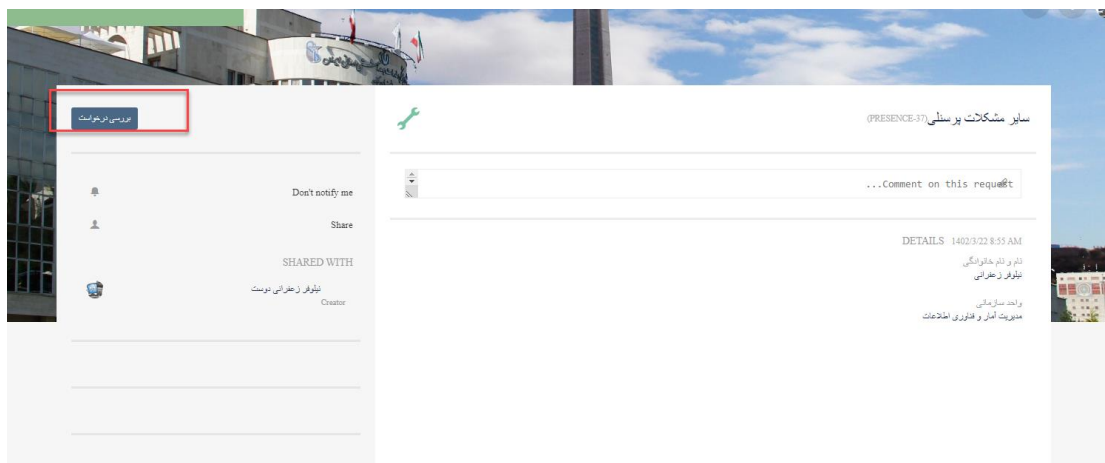 سایر مشکلات پرسنلی (PRESENCE-37)
...Comment on this request
DETAILS 1402/3/22 8:55 AM
نام و نام خانوادگی
نیلوفر زعفرانی
واحد سازمانی
مدیریت آمار و فناوری اطلاعات
بررسی درخواست
Don't notify me
Share
SHARED WITH
نیلوفر زعفرانی دوست
Creator